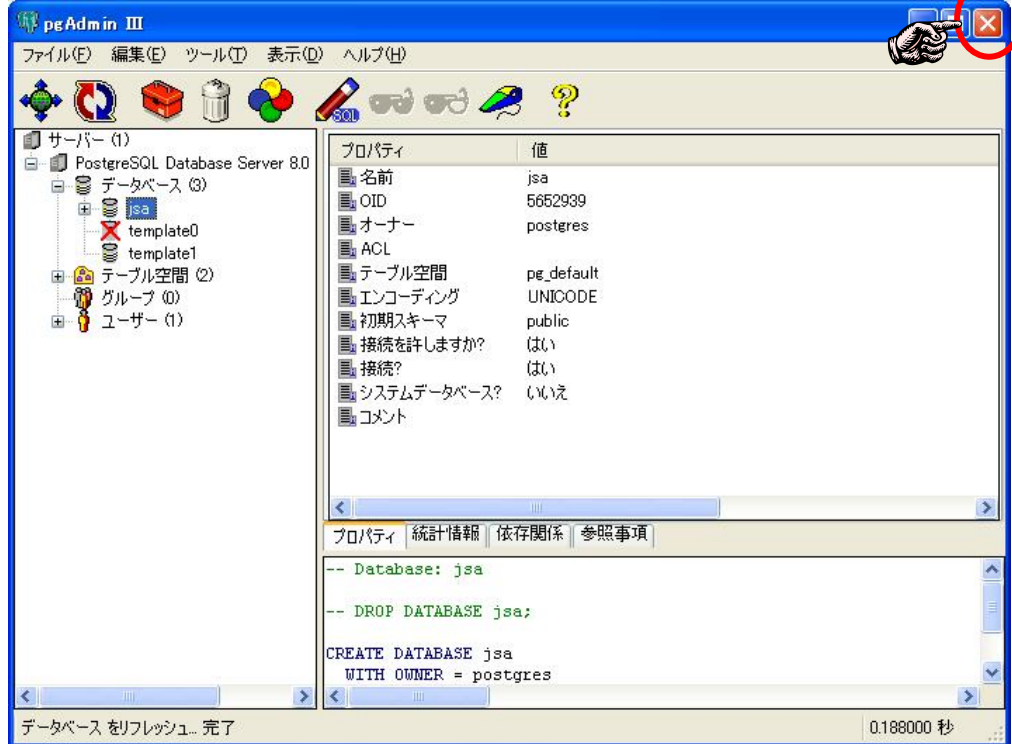 pgAdmin III
ファイル(F) 編集(E) ツール(T) 表示(D) ヘルプ(H)
SQL
サーバー (1)
PostgreSQL Database Server 8.0
データベース (3)
jsa
template0
template1
テーブル空間 (2)
グループ (0)
ユーザー (1)
プロパティ 値
名前 jsa
OID 5652939
オーナー postgres
ACL
テーブル空間 pg_default
エンコーディング UNICODE
初期スキーマ public
接続を許しますか? はい
接続? はい
システムデータベース? いいえ
コメント
プロパティ 統計情報 依存関係 参照事項
-- Database: jsa
-- DROP DATABASE jsa;
CREATE DATABASE jsa
WITH OWNER = postgres
データベース をリフレッシュ... 完了 0.188000 秒